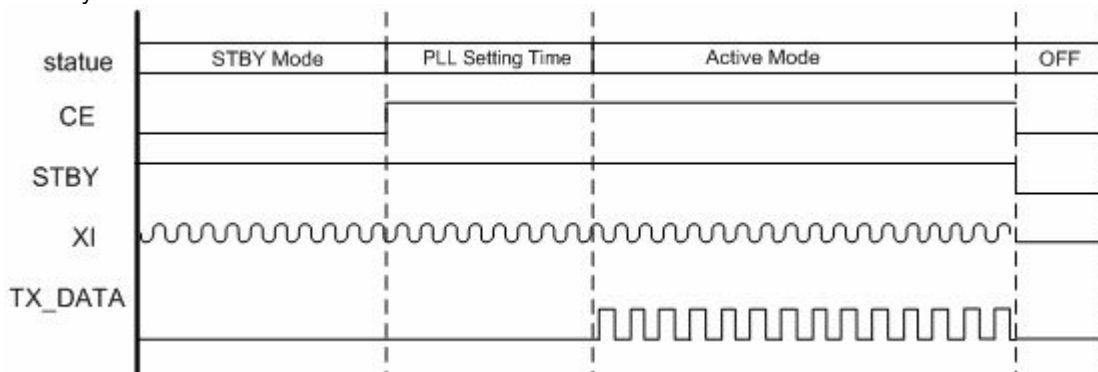 statue STBY Mode PLL Setting Time Active Mode OFF
CE
STBY
XI
TX_DATA